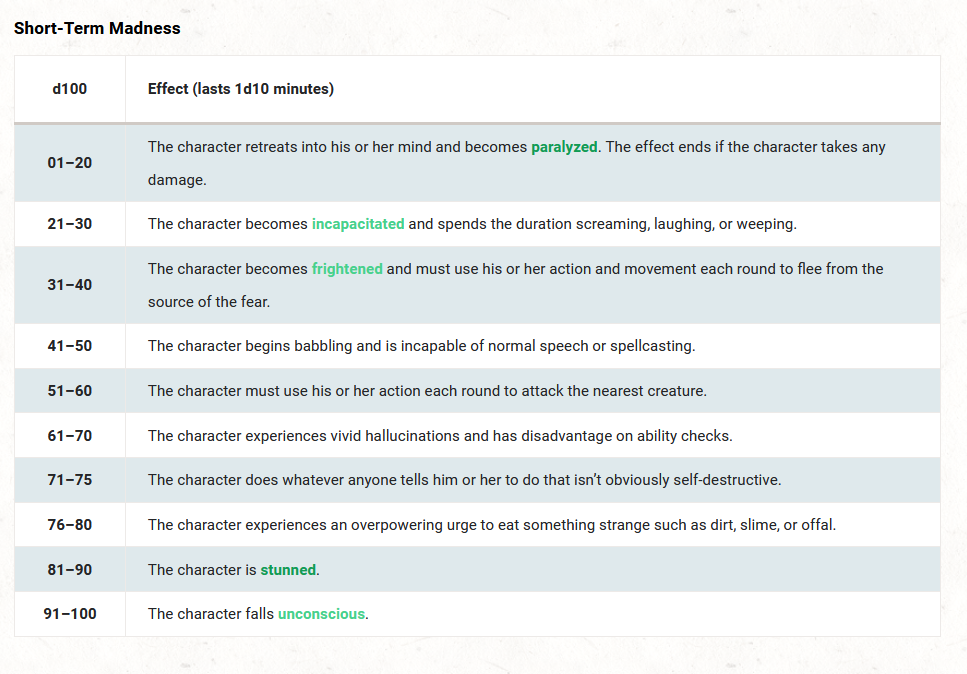 Short-Term Madness
d100 Effect (lasts 1d10 minutes)
01–20 The character retreats into his or her mind and becomes paralyzed. The effect ends if the character takes any
damage.
21–30 The character becomes incapacitated and spends the duration screaming, laughing, or weeping.
31–40 The character becomes frightened and must use his or her action and movement each round to flee from the
source of the fear.
41–50 The character begins babbling and is incapable of normal speech or spellcasting.
51–60 The character must use his or her action each round to attack the nearest creature.
61–70 The character experiences vivid hallucinations and has disadvantage on ability checks.
71–75 The character does whatever anyone tells him or her to do that isn’t obviously self-destructive.
76–80 The character experiences an overpowering urge to eat something strange such as dirt, slime, or offal.
81–90 The character is stunned.
91–100 The character falls unconscious.